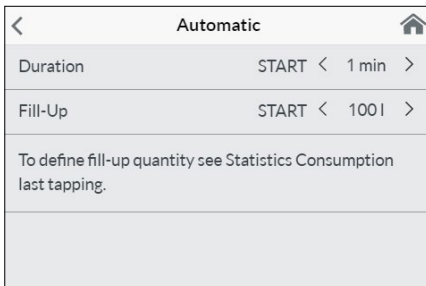 Automatic
Duration START < 1 min >
Fill-Up START < 100 l >
To define fill-up quantity see Statistics Consumption
last tapping.